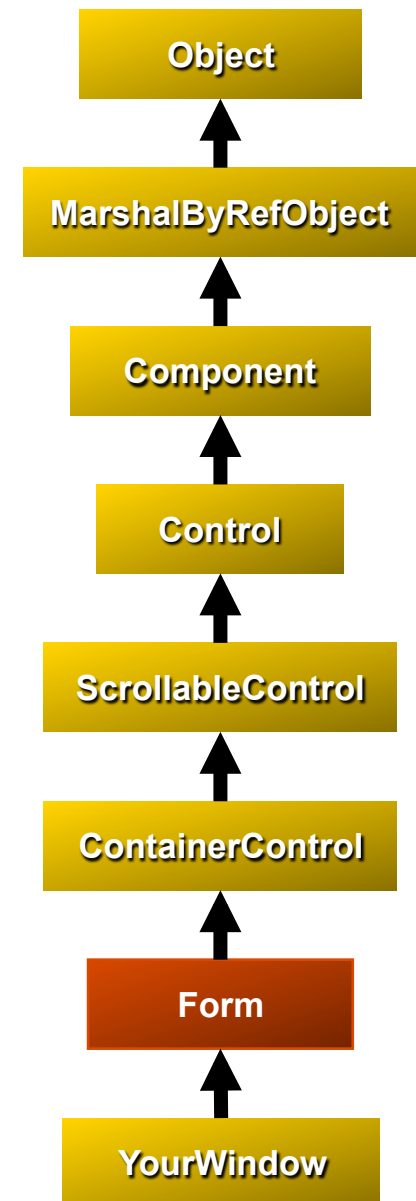 Object
MarshalByRefObject
Component
Control
ScrollableControl
ContainerControl
Form
YourWindow